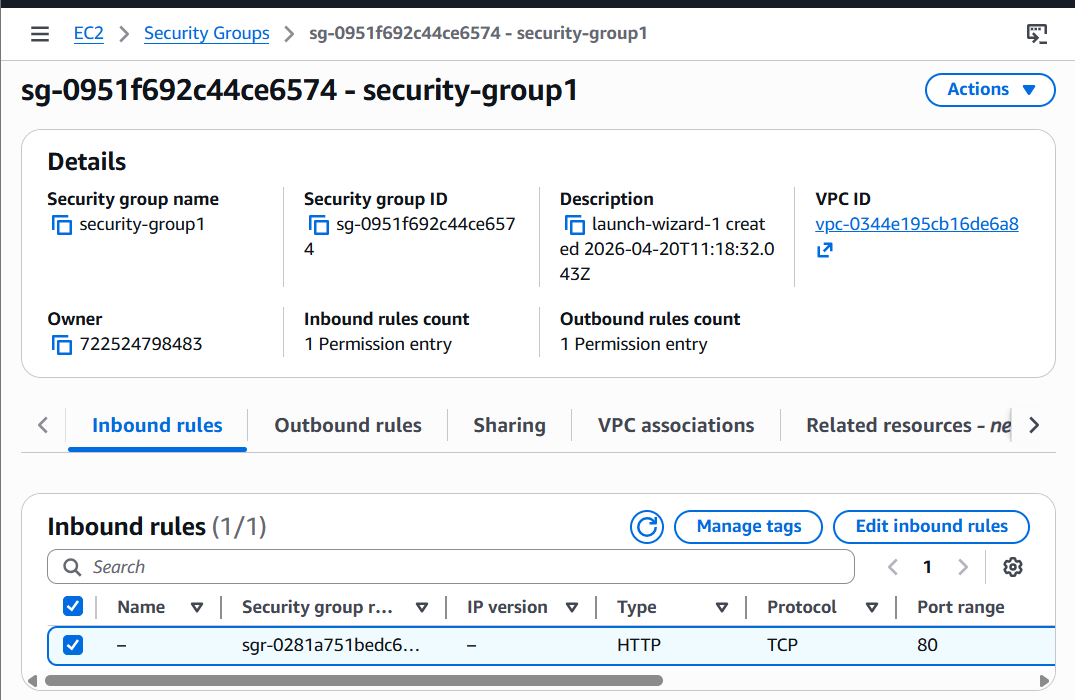 EC2 > Security Groups > sg-0951f692c44ce6574 - security-group1
sg-0951f692c44ce6574 - security-group1
Actions
Details
Security group name
security-group1
Security group ID
sg-0951f692c44ce657
4
Description
launch-wizard-1 creat
ed 2026-04-20T11:18:32.0
43Z
VPC ID
vpc-0344e195cb16de6a8
Owner
722524798483
Inbound rules count
1 Permission entry
Outbound rules count
1 Permission entry
Inbound rules Outbound rules Sharing VPC associations Related resources - ne
Inbound rules (1/1)
Manage tags
Edit inbound rules
Search
1
Name Security group r... IP version Type Protocol Port range
– sgr-0281a751bedc6... – HTTP TCP 80